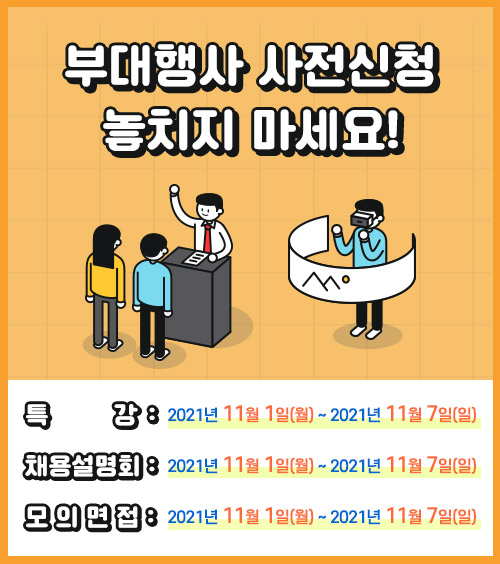 부대행사 사전신청
놓치지 마세요!
특 강 : 2021년 11월 1일(월) ~ 2021년 11월 7일(일)
채용설명회 : 2021년 11월 1일(월) ~ 2021년 11월 7일(일)
모의면접 : 2021년 11월 1일(월) ~ 2021년 11월 7일(일)